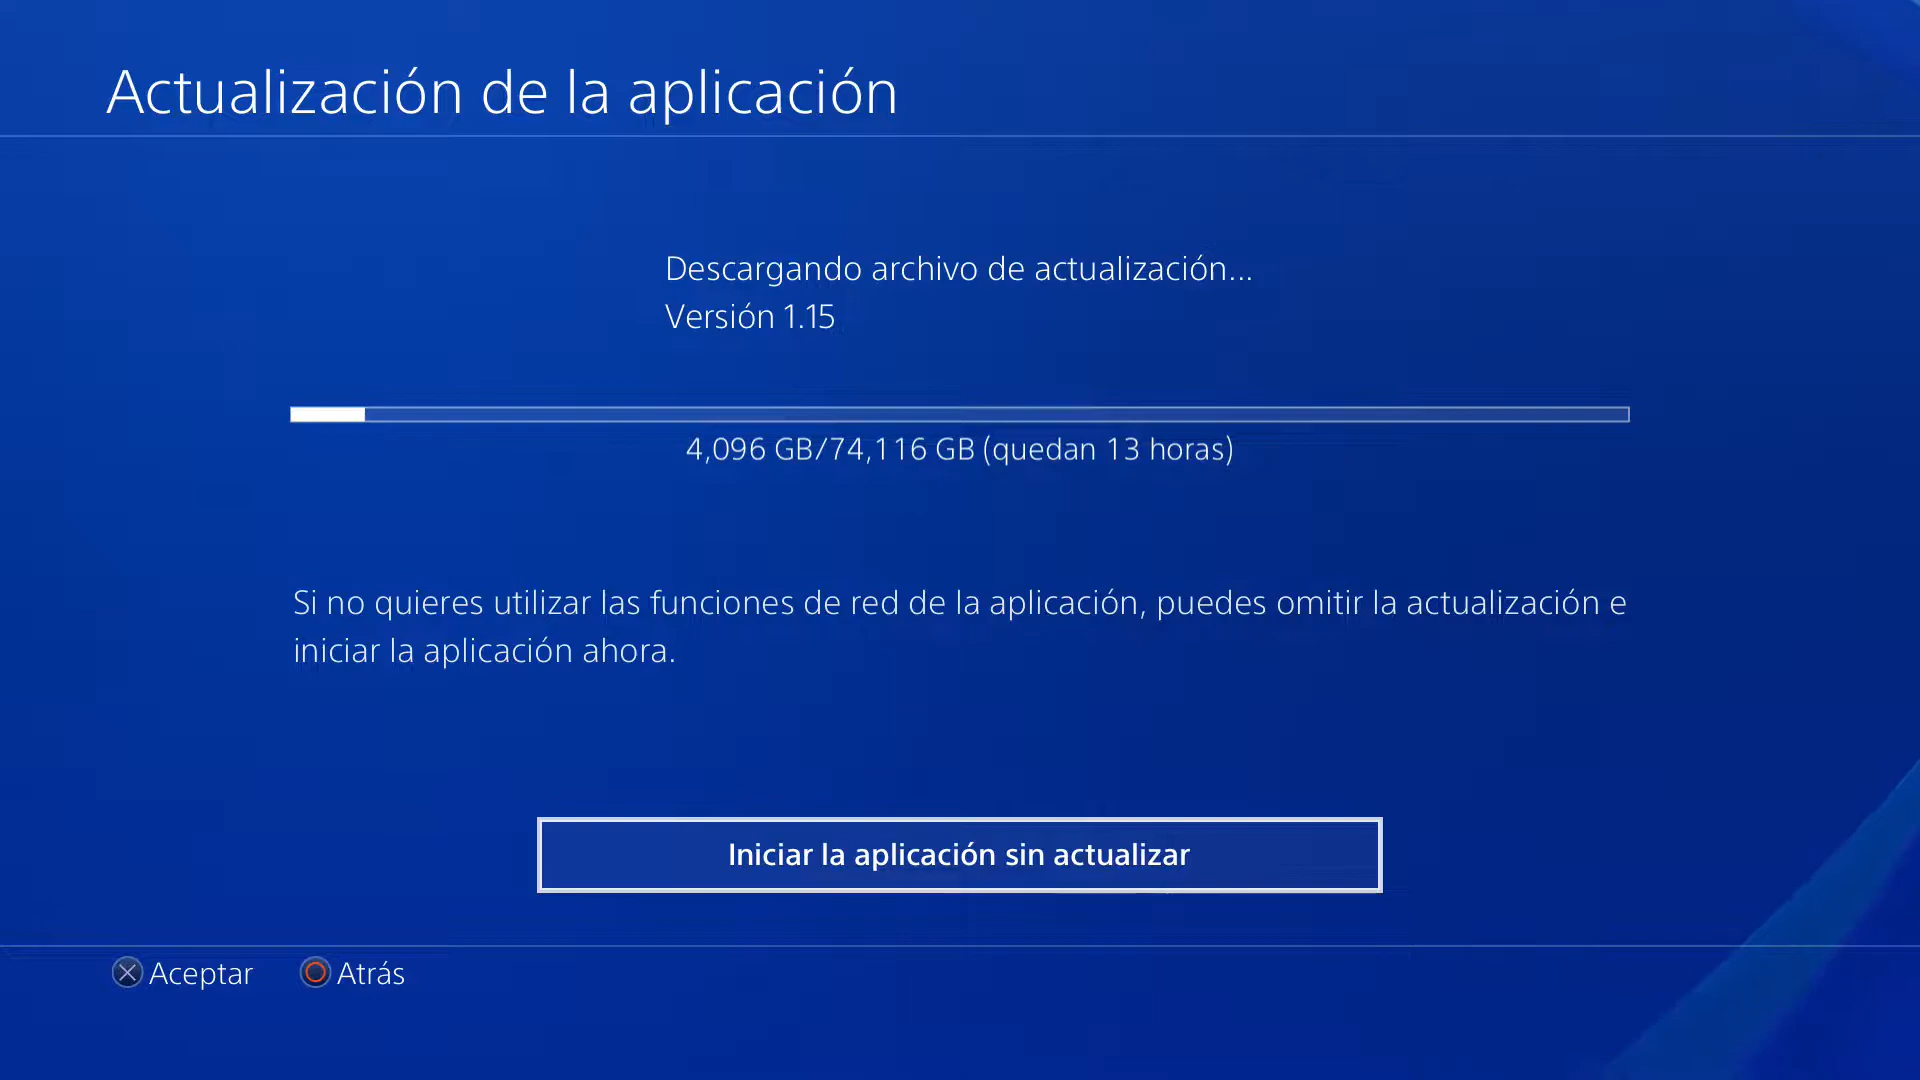 Actualización de la aplicación
Descargando archivo de actualización...
Versión 1.15
4,096 GB/74,116 GB (quedan 13 horas)
Si no quieres utilizar las funciones de red de la aplicación, puedes omitir la actualización e
iniciar la aplicación ahora.
Iniciar la aplicación sin actualizar
Aceptar Atrás